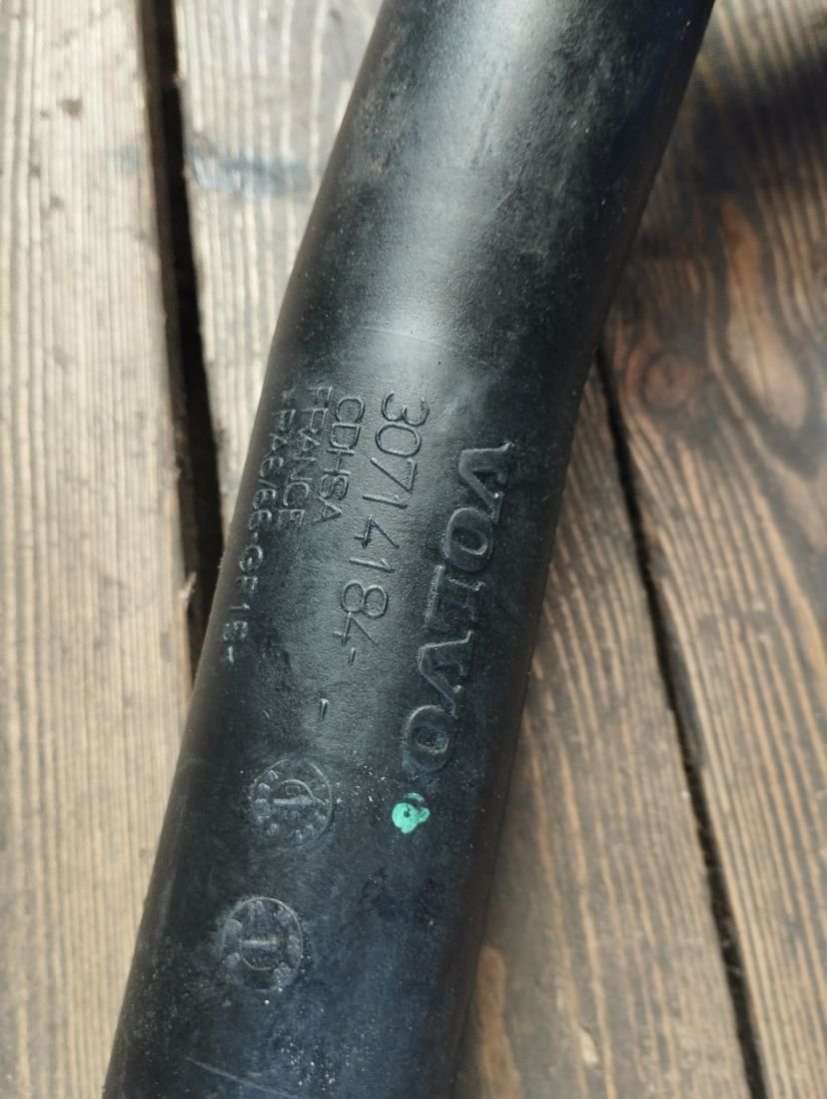 VOLVO
30714184-  -
CDHSA
FRANCE